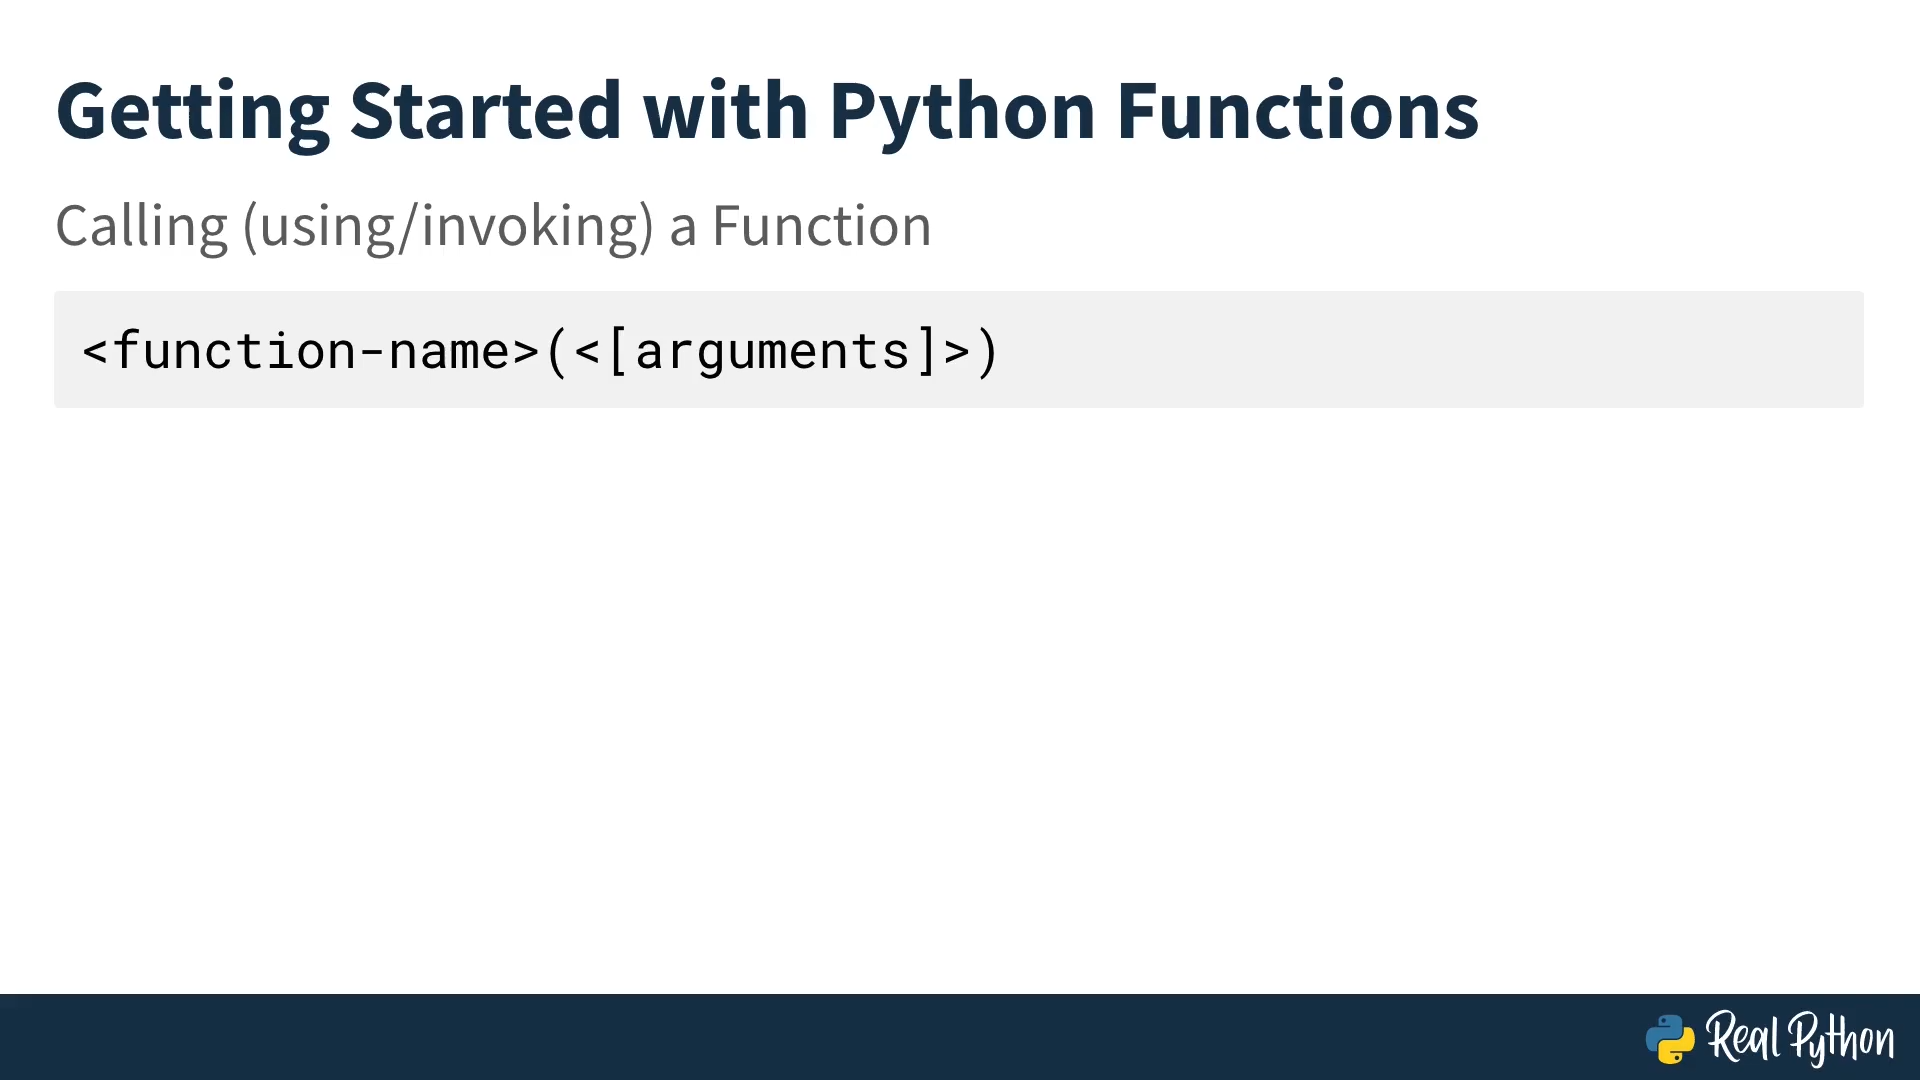 Getting Started with Python Functions
Calling (using/invoking) a Function
<function-name>(<[arguments]>)
Real Python